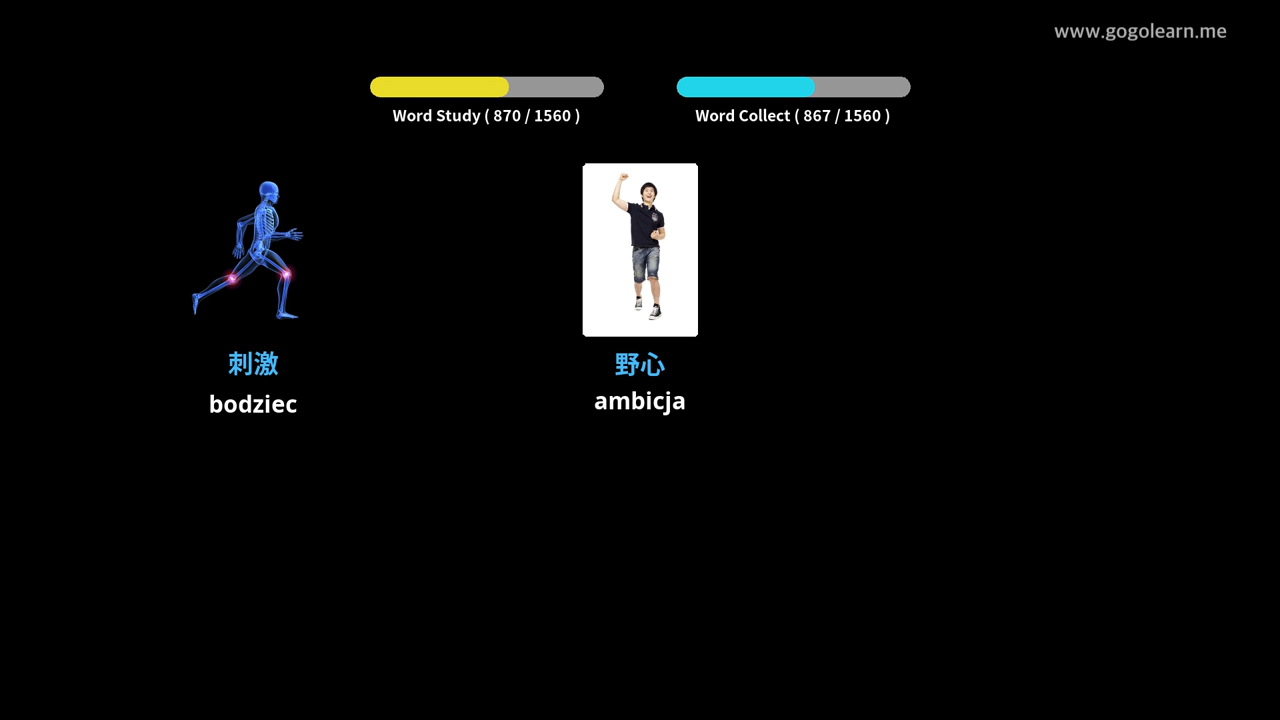 www.gogolearn.me
Word Study ( 870 / 1560 )
Word Collect ( 867 / 1560 )
刺激
野心
bodziec
ambicja